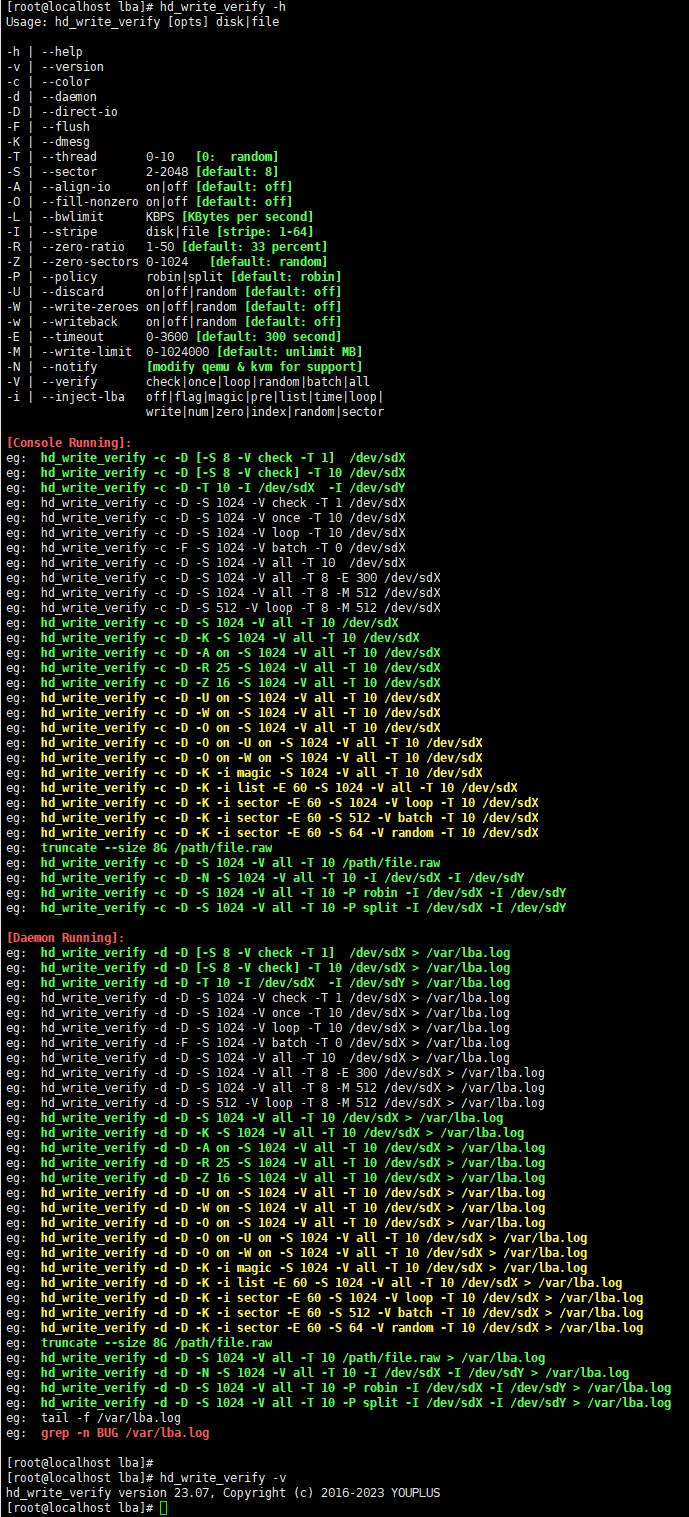 [root@localhost lba]# hd_write_verify -h
Usage: hd_write_verify [opts] disk|file

-h | --help
-v | --version
-c | --color
-d | --daemon
-D | --direct-io
-F | --flush
-K | --dmesg
-T | --thread       0-10   [0:  random]
-S | --sector       2-2048 [default: 8]
-A | --align-io     on|off [default: off]
-O | --fill-nonzero on|off [default: off]
-L | --bwlimit      KBPS [KBytes per second]
-I | --stripe       disk|file [stripe: 1-64]
-R | --zero-ratio   1-50 [default: 33 percent]
-Z | --zero-sectors 0-1024   [default: random]
-P | --policy       robin|split [default: robin]
-U | --discard      on|off|random [default: off]
-W | --write-zeroes on|off|random [default: off]
-w | --writeback    on|off|random [default: off]
-E | --timeout      0-3600 [default: 300 second]
-M | --write-limit  0-1024000 [default: unlimit MB]
-N | --notify       [modify qemu & kvm for support]
-V | --verify       check|once|loop|random|batch|all
-i | --inject-lba   off|flag|magic|pre|list|time|loop|
                    write|num|zero|index|random|sector

[Console Running]:
eg:  hd_write_verify -c -D [-S 8 -V check -T 1]  /dev/sdX
eg:  hd_write_verify -c -D [-S 8 -V check] -T 10 /dev/sdX
eg:  hd_write_verify -c -D -T 10 -I /dev/sdX  -I /dev/sdY
eg:  hd_write_verify -c -D -S 1024 -V check -T 1 /dev/sdX
eg:  hd_write_verify -c -D -S 1024 -V once -T 10 /dev/sdX
eg:  hd_write_verify -c -D -S 1024 -V loop -T 10 /dev/sdX
eg:  hd_write_verify -c -F -S 1024 -V batch -T 0 /dev/sdX
eg:  hd_write_verify -c -D -S 1024 -V all -T 10  /dev/sdX
eg:  hd_write_verify -c -D -S 1024 -V all -T 8 -E 300 /dev/sdX
eg:  hd_write_verify -c -D -S 1024 -V all -T 8 -M 512 /dev/sdX
eg:  hd_write_verify -c -D -S 512 -V loop -T 8 -M 512 /dev/sdX
eg:  hd_write_verify -c -D -S 1024 -V all -T 10 /dev/sdX
eg:  hd_write_verify -c -D -K -S 1024 -V all -T 10 /dev/sdX
eg:  hd_write_verify -c -D -A on -S 1024 -V all -T 10 /dev/sdX
eg:  hd_write_verify -c -D -R 25 -S 1024 -V all -T 10 /dev/sdX
eg:  hd_write_verify -c -D -Z 16 -S 1024 -V all -T 10 /dev/sdX
eg:  hd_write_verify -c -D -U on -S 1024 -V all -T 10 /dev/sdX
eg:  hd_write_verify -c -D -W on -S 1024 -V all -T 10 /dev/sdX
eg:  hd_write_verify -c -D -O on -S 1024 -V all -T 10 /dev/sdX
eg:  hd_write_verify -c -D -O on -U on -S 1024 -V all -T 10 /dev/sdX
eg:  hd_write_verify -c -D -O on -W on -S 1024 -V all -T 10 /dev/sdX
eg:  hd_write_verify -c -D -K -i magic -S 1024 -V all -T 10 /dev/sdX
eg:  hd_write_verify -c -D -K -i list -E 60 -S 1024 -V all -T 10 /dev/sdX
eg:  hd_write_verify -c -D -K -i sector -E 60 -S 1024 -V loop -T 10 /dev/sdX
eg:  hd_write_verify -c -D -K -i sector -E 60 -S 512 -V batch -T 10 /dev/sdX
eg:  hd_write_verify -c -D -K -i sector -E 60 -S 64 -V random -T 10 /dev/sdX
eg:  truncate --size 8G /path/file.raw
eg:  hd_write_verify -c -D -S 1024 -V all -T 10 /path/file.raw
eg:  hd_write_verify -c -D -N -S 1024 -V all -T 10 -I /dev/sdX -I /dev/sdY
eg:  hd_write_verify -c -D -S 1024 -V all -T 10 -P robin -I /dev/sdX -I /dev/sdY
eg:  hd_write_verify -c -D -S 1024 -V all -T 10 -P split -I /dev/sdX -I /dev/sdY

[Daemon Running]:
eg:  hd_write_verify -d -D [-S 8 -V check -T 1]  /dev/sdX > /var/lba.log
eg:  hd_write_verify -d -D [-S 8 -V check] -T 10 /dev/sdX > /var/lba.log
eg:  hd_write_verify -d -D -T 10 -I /dev/sdX  -I /dev/sdY > /var/lba.log
eg:  hd_write_verify -d -D -S 1024 -V check -T 1 /dev/sdX > /var/lba.log
eg:  hd_write_verify -d -D -S 1024 -V once -T 10 /dev/sdX > /var/lba.log
eg:  hd_write_verify -d -D -S 1024 -V loop -T 10 /dev/sdX > /var/lba.log
eg:  hd_write_verify -d -F -S 1024 -V batch -T 0 /dev/sdX > /var/lba.log
eg:  hd_write_verify -d -D -S 1024 -V all -T 10  /dev/sdX > /var/lba.log
eg:  hd_write_verify -d -D -S 1024 -V all -T 8 -E 300 /dev/sdX > /var/lba.log
eg:  hd_write_verify -d -D -S 1024 -V all -T 8 -M 512 /dev/sdX > /var/lba.log
eg:  hd_write_verify -d -D -S 512 -V loop -T 8 -M 512 /dev/sdX > /var/lba.log
eg:  hd_write_verify -d -D -S 1024 -V all -T 10 /dev/sdX > /var/lba.log
eg:  hd_write_verify -d -D -K -S 1024 -V all -T 10 /dev/sdX > /var/lba.log
eg:  hd_write_verify -d -D -A on -S 1024 -V all -T 10 /dev/sdX > /var/lba.log
eg:  hd_write_verify -d -D -R 25 -S 1024 -V all -T 10 /dev/sdX > /var/lba.log
eg:  hd_write_verify -d -D -Z 16 -S 1024 -V all -T 10 /dev/sdX > /var/lba.log
eg:  hd_write_verify -d -D -U on -S 1024 -V all -T 10 /dev/sdX > /var/lba.log
eg:  hd_write_verify -d -D -W on -S 1024 -V all -T 10 /dev/sdX > /var/lba.log
eg:  hd_write_verify -d -D -O on -S 1024 -V all -T 10 /dev/sdX > /var/lba.log
eg:  hd_write_verify -d -D -O on -U on -S 1024 -V all -T 10 /dev/sdX > /var/lba.log
eg:  hd_write_verify -d -D -O on -W on -S 1024 -V all -T 10 /dev/sdX > /var/lba.log
eg:  hd_write_verify -d -D -K -i magic -S 1024 -V all -T 10 /dev/sdX > /var/lba.log
eg:  hd_write_verify -d -D -K -i list -E 60 -S 1024 -V all -T 10 /dev/sdX > /var/lba.log
eg:  hd_write_verify -d -D -K -i sector -E 60 -S 1024 -V loop -T 10 /dev/sdX > /var/lba.log
eg:  hd_write_verify -d -D -K -i sector -E 60 -S 512 -V batch -T 10 /dev/sdX > /var/lba.log
eg:  hd_write_verify -d -D -K -i sector -E 60 -S 64 -V random -T 10 /dev/sdX > /var/lba.log
eg:  truncate --size 8G /path/file.raw
eg:  hd_write_verify -d -D -S 1024 -V all -T 10 /path/file.raw > /var/lba.log
eg:  hd_write_verify -d -D -N -S 1024 -V all -T 10 -I /dev/sdX -I /dev/sdY > /var/lba.log
eg:  hd_write_verify -d -D -S 1024 -V all -T 10 -P robin -I /dev/sdX -I /dev/sdY > /var/lba.log
eg:  hd_write_verify -d -D -S 1024 -V all -T 10 -P split -I /dev/sdX -I /dev/sdY > /var/lba.log
eg:  tail -f /var/lba.log
eg:  grep -n BUG /var/lba.log

[root@localhost lba]#
[root@localhost lba]# hd_write_verify -v
hd_write_verify version 23.07, Copyright (c) 2016-2023 YOUPLUS
[root@localhost lba]#